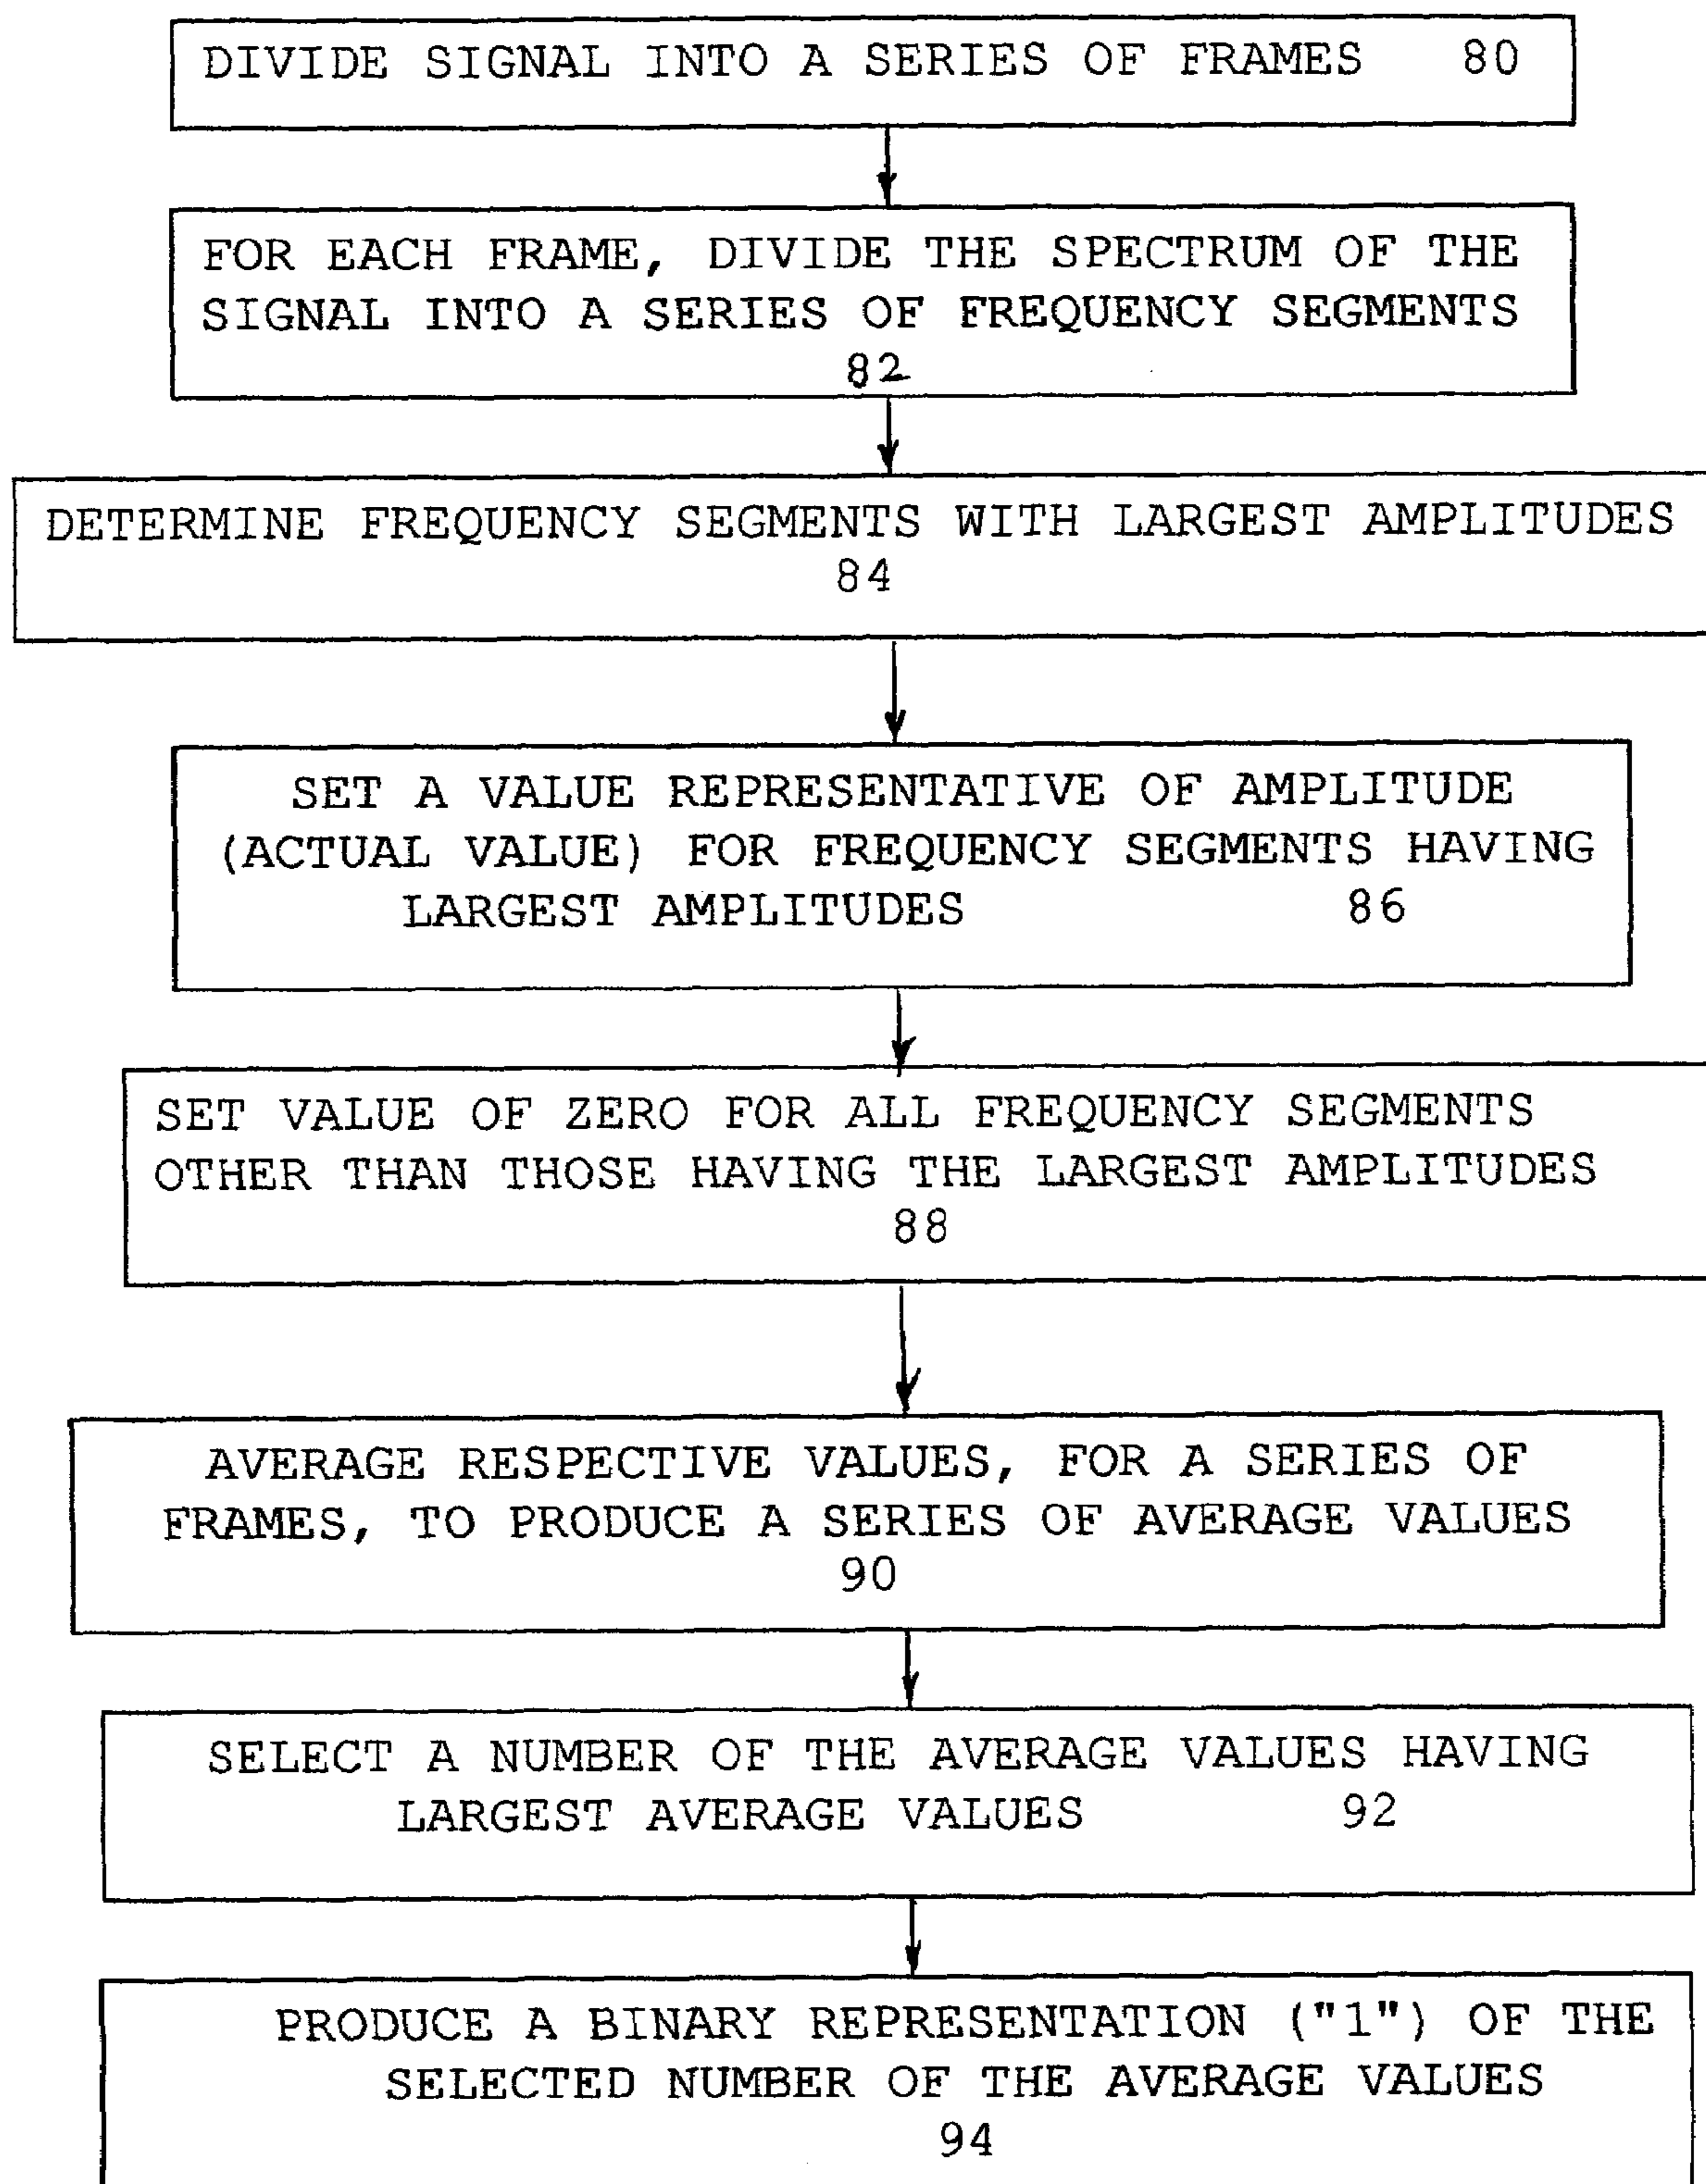 DIVIDE SIGNAL INTO A SERIES OF FRAMES 80
FOR EACH FRAME, DIVIDE THE SPECTRUM OF THE
SIGNAL INTO A SERIES OF FREQUENCY SEGMENTS
82
DETERMINE FREQUENCY SEGMENTS WITH LARGEST AMPLITUDES
84
SET A VALUE REPRESENTATIVE OF AMPLITUDE
(ACTUAL VALUE) FOR FREQUENCY SEGMENTS HAVING
LARGEST AMPLITUDES 86
SET VALUE OF ZERO FOR ALL FREQUENCY SEGMENTS
OTHER THAN THOSE HAVING THE LARGEST AMPLITUDES
88
AVERAGE RESPECTIVE VALUES, FOR A SERIES OF
FRAMES, TO PRODUCE A SERIES OF AVERAGE VALUES
90
SELECT A NUMBER OF THE AVERAGE VALUES HAVING
LARGEST AVERAGE VALUES 92
PRODUCE A BINARY REPRESENTATION ("1") OF THE
SELECTED NUMBER OF THE AVERAGE VALUES
94